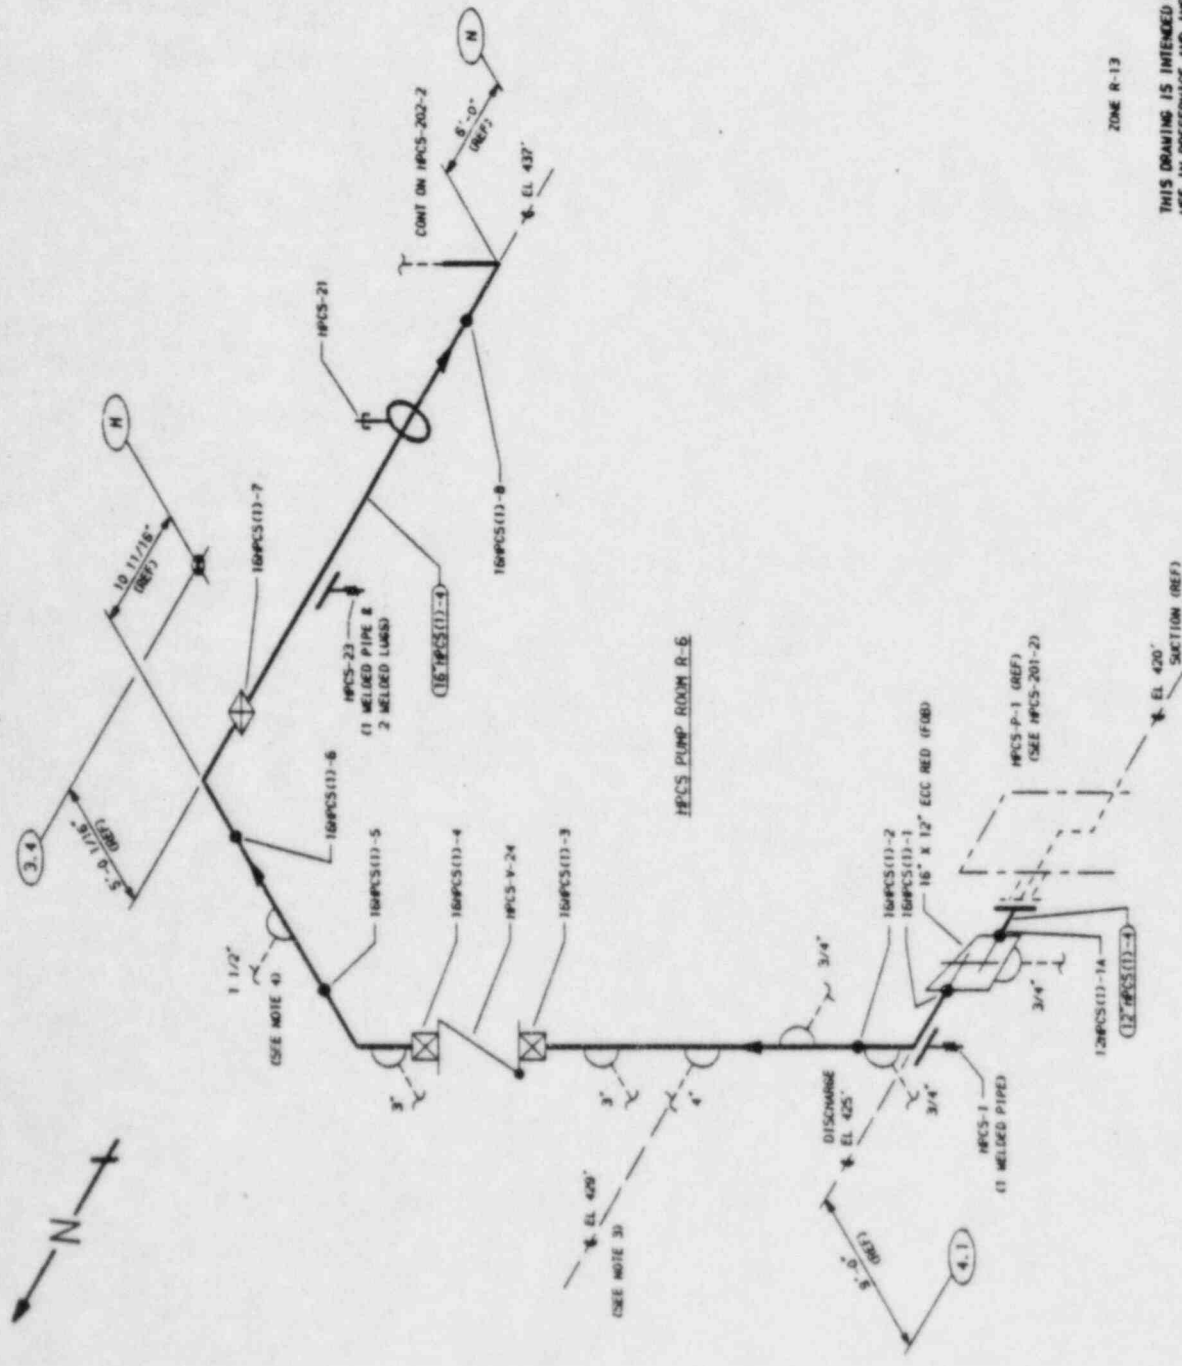 N
CONT ON HPCS-202-2
6'-0"
(REF)
N
℄ EL 437'
HPCS-21
16HPCS(1)-8
H
10 11/16"
(REF)
16HPCS(1)-7
3.4
5'-0 1/16"
(REF)
HPCS-23
(1 WELDED PIPE &
2 WELDED LUGS)
16"HPCS(1)-4
16HPCS(1)-6
1 1/2"
(SEE NOTE 4)
16HPCS(1)-5
16HPCS(1)-4
HPCS-V-24
16HPCS(1)-3
3"
3"
4"
℄ EL 429'
(SEE NOTE 3)
HPCS PUMP ROOM R-6
3/4"
16HPCS(1)-2
16HPCS(1)-1
16" X 12" ECC RED (FOB)
HPCS-P-1 (REF)
(SEE HPCS-201-2)
℄ EL 420'
SUCTION (REF)
DISCHARGE
℄ EL 425'
3/4"
HPCS-1
(1 WELDED PIPE)
3/4"
12HPCS(1)-1A
12"HPCS(1)-4
(REF)
4.1
ZONE R-13
THIS DRAWING IS INTENDED